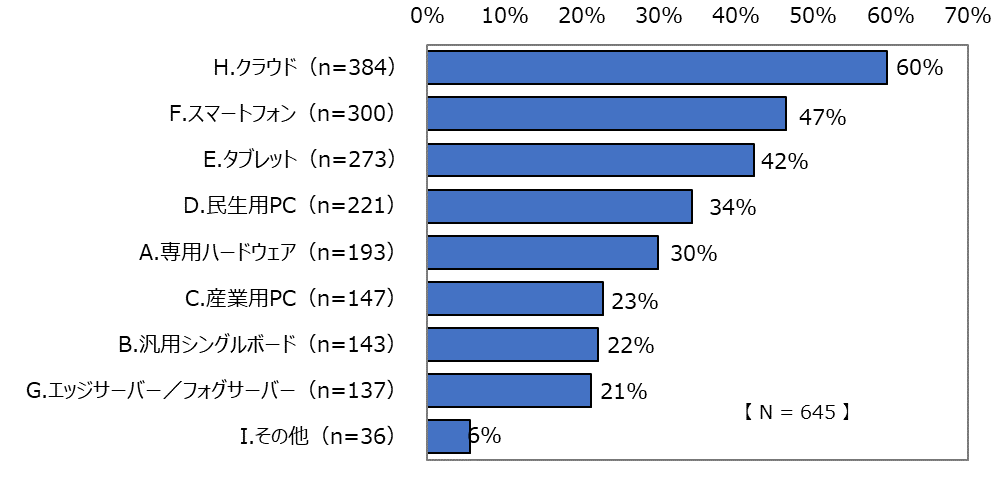 0% 10% 20% 30% 40% 50% 60% 70%
H.クラウド（n=384） 60%
F.スマートフォン（n=300） 47%
E.タブレット（n=273） 42%
D.民生用PC（n=221） 34%
A.専用ハードウェア（n=193） 30%
C.産業用PC（n=147） 23%
B.汎用シングルボード（n=143） 22%
G.エッジサーバー／フォグサーバー（n=137） 21%
【 N = 645 】
I.その他（n=36） 6%